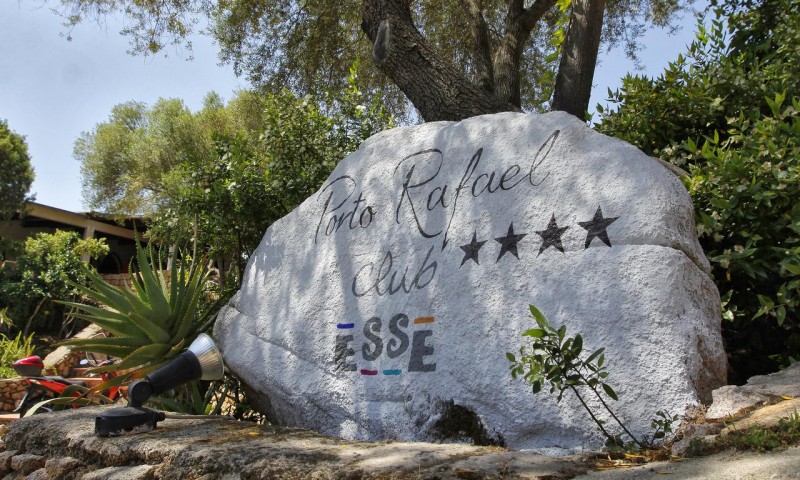 Porto Rafael
club ★★★★
ESSE